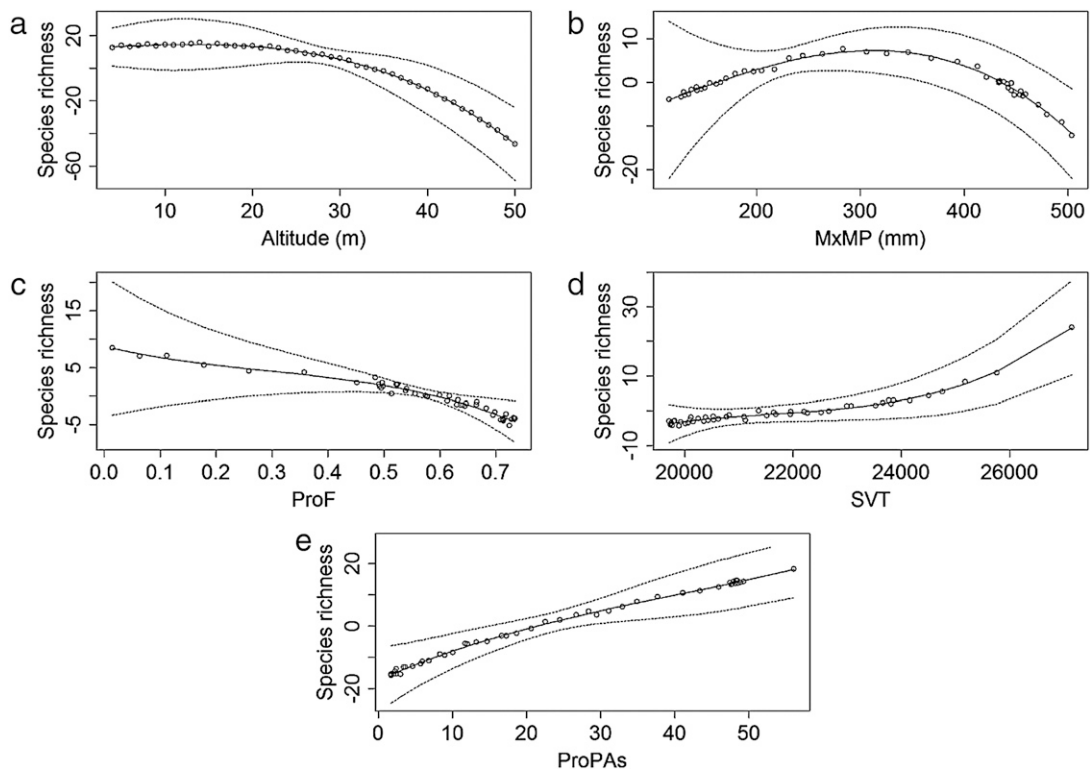 a
Species richness
20
-20
-60
10
20
30
40
50
Altitude (m)
b
Species richness
10
0
-20
200
300
400
500
MxMP (mm)
c
Species richness
15
5
-5
0.0
0.1
0.2
0.3
0.4
0.5
0.6
0.7
ProF
d
Species richness
30
10
-10
20000
22000
24000
26000
SVT
e
Species richness
20
0
-20
0
10
20
30
40
50
ProPAs